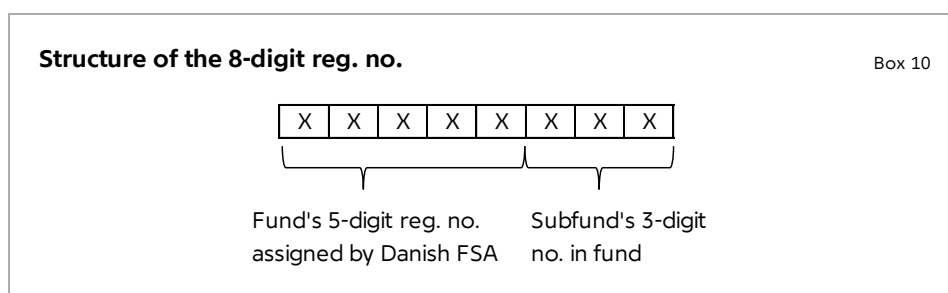 Structure of the 8-digit reg. no.
Box 10
X X X X X X X X
Fund's 5-digit reg. no.
assigned by Danish FSA
Subfund's 3-digit
no. in fund